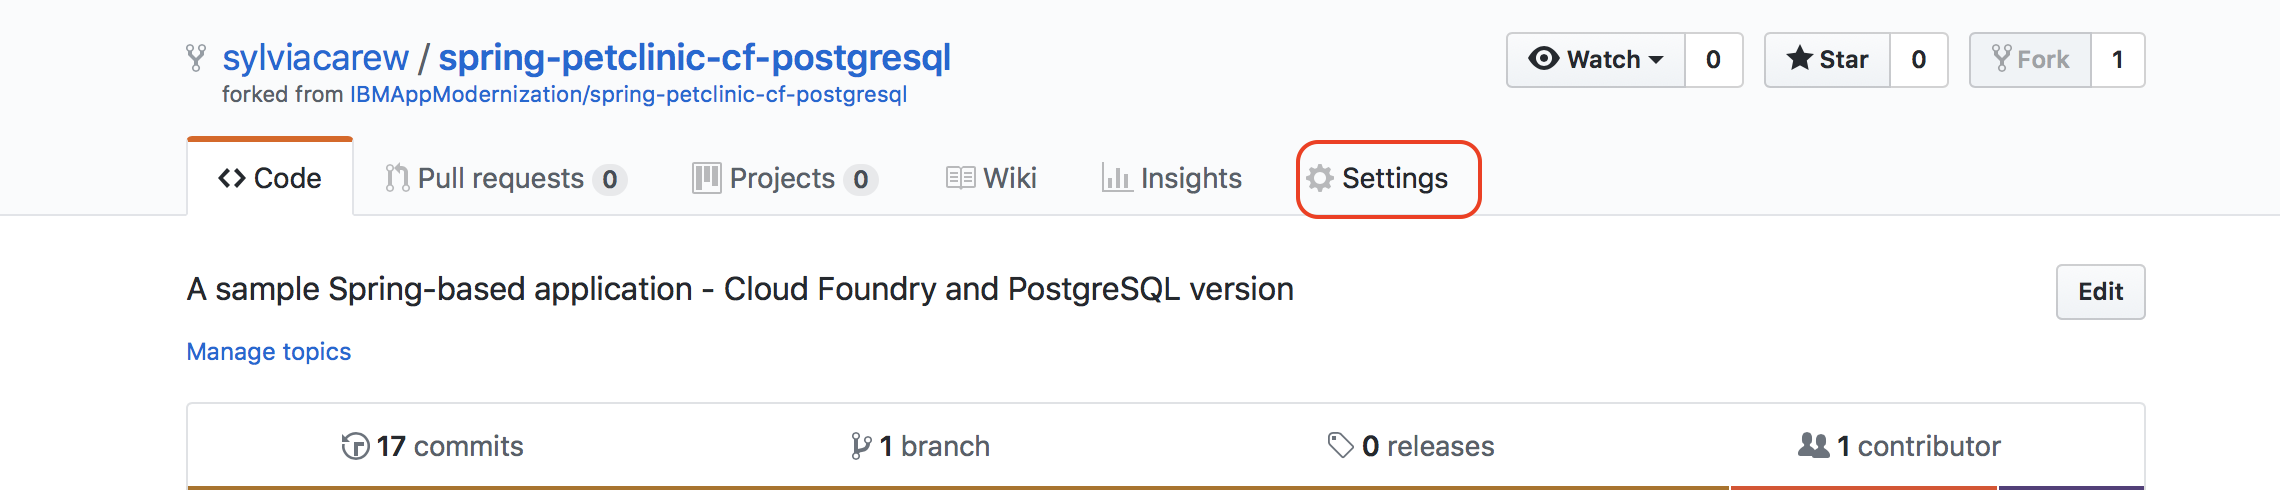 sylviacarew / spring-petclinic-cf-postgresql
Watch 0 Star 0 Fork 1
forked from IBMAppModernization/spring-petclinic-cf-postgresql
Code Pull requests 0 Projects 0 Wiki Insights Settings
A sample Spring-based application - Cloud Foundry and PostgreSQL version
Edit
Manage topics
17 commits 1 branch 0 releases 1 contributor